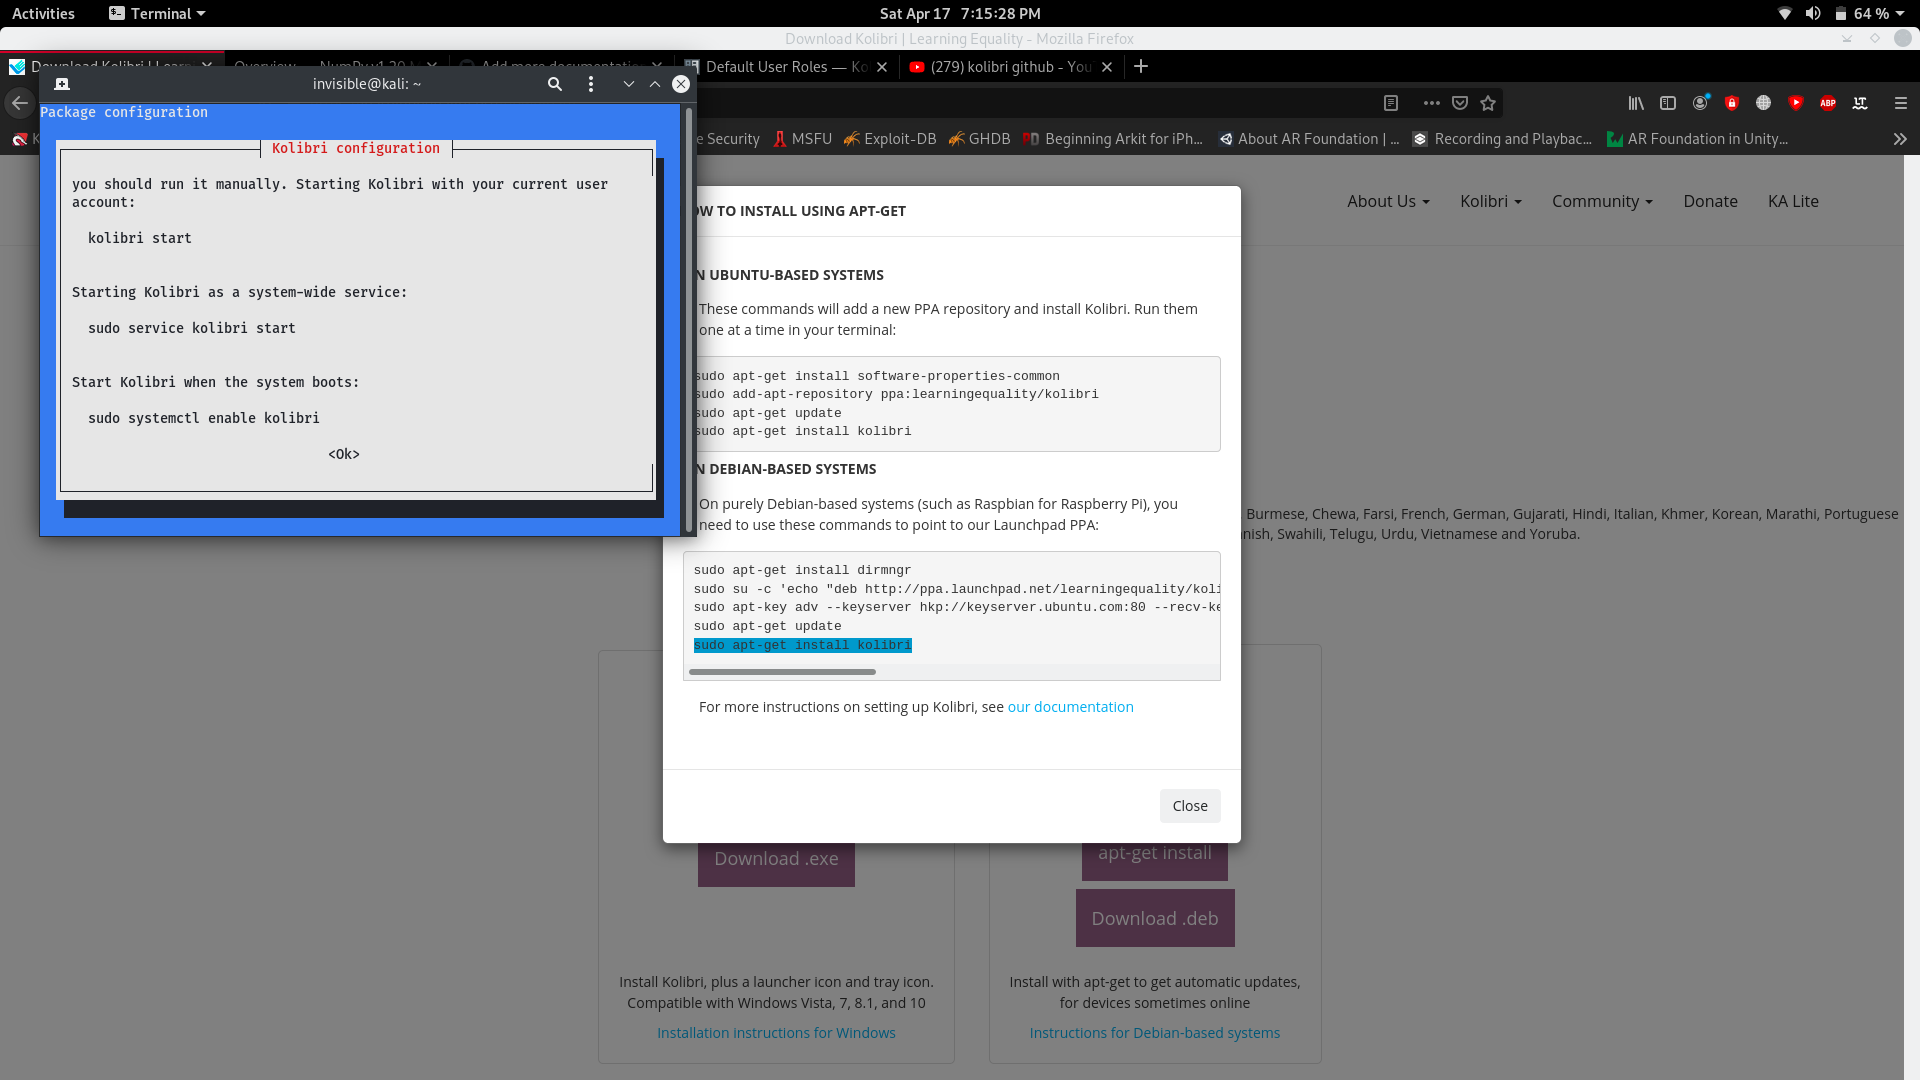 Activities
Terminal
Sat Apr 17 7:15:28 PM
64 %
Download Kolibri | Learning Equality - Mozilla Firefox
Download Kolibri | Learn
Default User Roles — Ko
(279) kolibri github - You
invisible@kali: ~
e Security
MSFU
Exploit-DB
GHDB
Beginning Arkit for iPh...
About AR Foundation | ...
Recording and Playbac...
AR Foundation in Unity...
ABP
Package configuration
Kolibri configuration
you should run it manually. Starting Kolibri with your current user
account:
kolibri start
Starting Kolibri as a system-wide service:
sudo service kolibri start
Start Kolibri when the system boots:
sudo systemctl enable kolibri
<Ok>
About Us
Kolibri
Community
Donate
KA Lite
OW TO INSTALL USING APT-GET
N UBUNTU-BASED SYSTEMS
These commands will add a new PPA repository and install Kolibri. Run them
one at a time in your terminal:
sudo apt-get install software-properties-common
sudo add-apt-repository ppa:learningequality/kolibri
sudo apt-get update
sudo apt-get install kolibri
N DEBIAN-BASED SYSTEMS
On purely Debian-based systems (such as Raspbian for Raspberry Pi), you
need to use these commands to point to our Launchpad PPA:
sudo apt-get install dirmngr
sudo su -c 'echo "deb http://ppa.launchpad.net/learningequality/koli
sudo apt-key adv --keyserver hkp://keyserver.ubuntu.com:80 --recv-ke
sudo apt-get update
sudo apt-get install kolibri
For more instructions on setting up Kolibri, see our documentation
Close
Burmese, Chewa, Farsi, French, German, Gujarati, Hindi, Italian, Khmer, Korean, Marathi, Portuguese
nish, Swahili, Telugu, Urdu, Vietnamese and Yoruba.
Download .exe
Install Kolibri, plus a launcher icon and tray icon.
Compatible with Windows Vista, 7, 8.1, and 10
Installation instructions for Windows
apt-get install
Download .deb
Install with apt-get to get automatic updates,
for devices sometimes online
Instructions for Debian-based systems